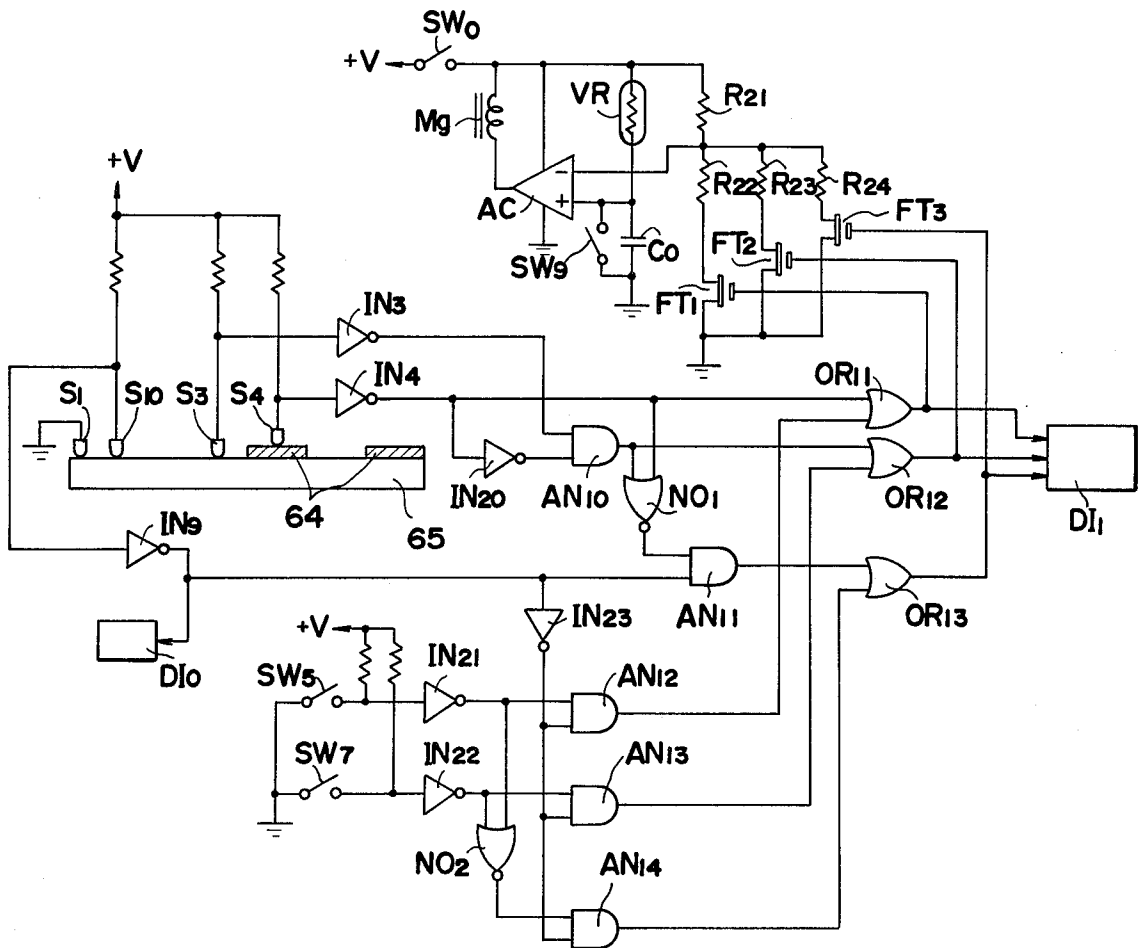 SW0
+V
VR
R21
Mg
+V
AC
R22
R23
R24
FT3
SW9
C0
FT2
FT1
IN3
IN4
OR11
S1
S10
S3
S4
IN20
AN10
NO1
OR12
DI1
64
65
IN9
AN11
OR13
IN23
DI0
+V
IN21
SW5
AN12
SW7
IN22
AN13
NO2
AN14